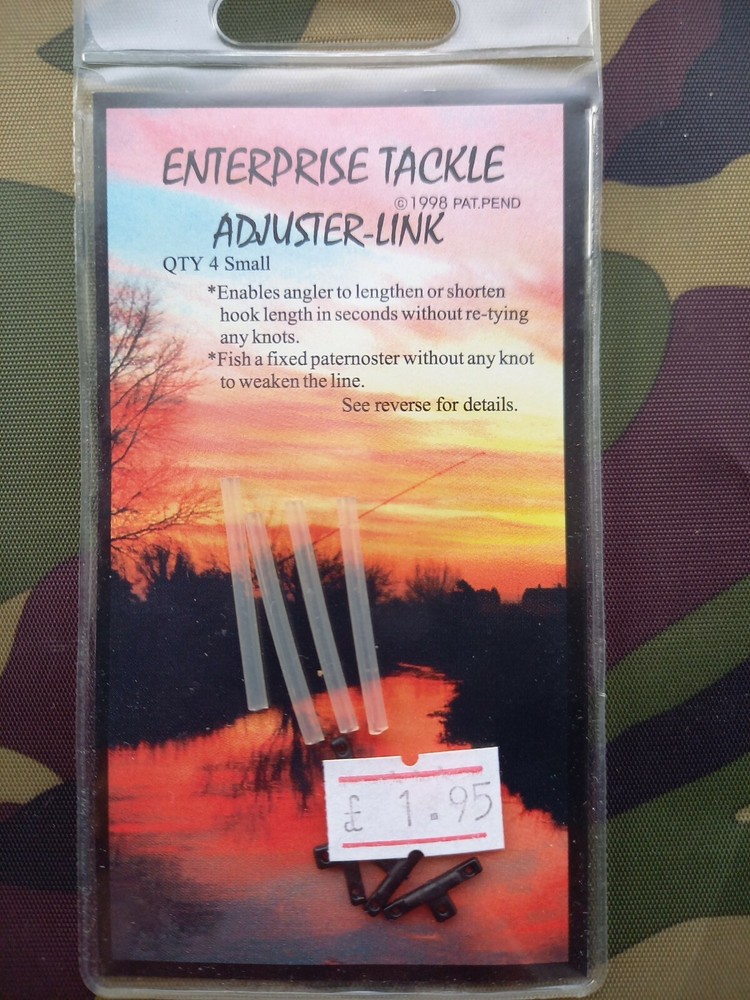 ENTERPRISE TACKLE
©1998 PAT.PEND
ADJUSTER-LINK
QTY 4 Small
*Enables angler to lengthen or shorten
hook length in seconds without re-tying
any knots.
*Fish a fixed paternoster without any knot
to weaken the line.
See reverse for details.
£ 1.95